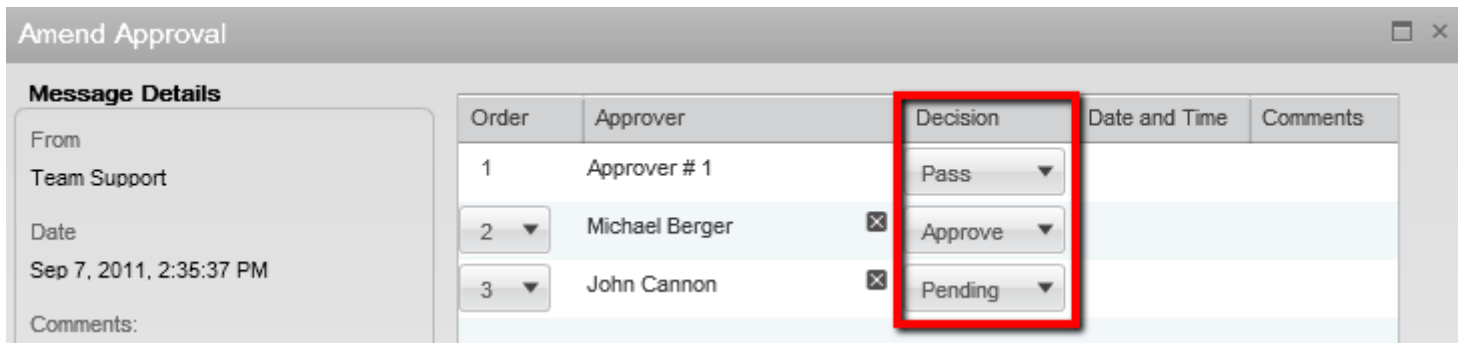 Amend Approval
Message Details
From
Team Support
Date
Sep 7, 2011, 2:35:37 PM
Comments:
Order Approver Decision Date and Time Comments
1 Approver # 1 Pass
2 Michael Berger Approve
3 John Cannon Pending